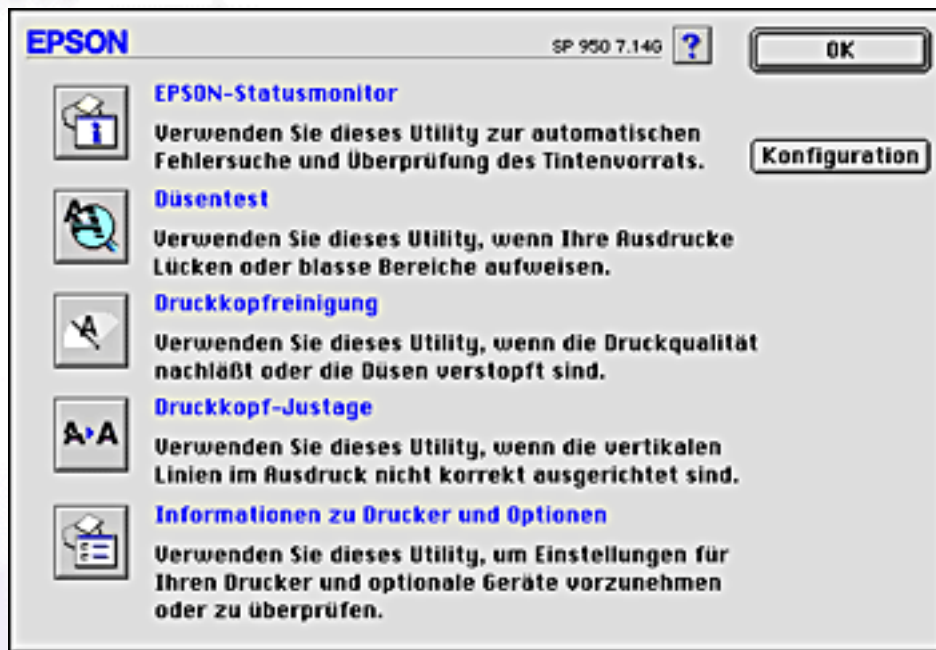 EPSON
SP 950 7.14G
?
OK
EPSON-Statusmonitor
Verwenden Sie dieses Utility zur automatischen
Fehlersuche und Überprüfung des Tintenvorrats.
Konfiguration
Düsentest
Verwenden Sie dieses Utility, wenn Ihre Ausdrucke
Lücken oder blasse Bereiche aufweisen.
Druckkopfreinigung
Verwenden Sie dieses Utility, wenn die Druckqualität
nachläßt oder die Düsen verstopft sind.
Druckkopf-Justage
A A
Verwenden Sie dieses Utility, wenn die vertikalen
Linien im Ausdruck nicht korrekt ausgerichtet sind.
Informationen zu Drucker und Optionen
Verwenden Sie dieses Utility, um Einstellungen für
Ihren Drucker und optionale Geräte vorzunehmen
oder zu überprüfen.